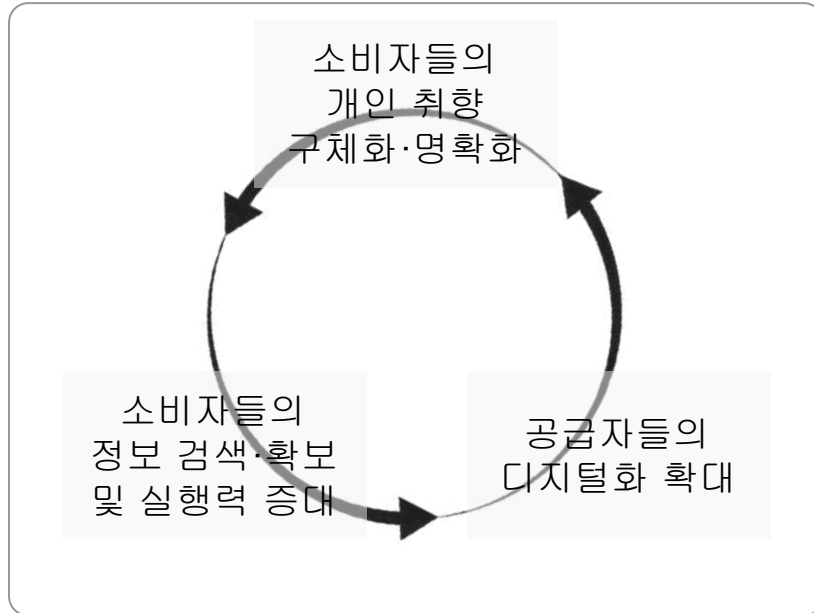 소비자들의
개인 취향
구체화·명확화
소비자들의
정보 검색·확보
및 실행력 증대
공급자들의
디지털화 확대